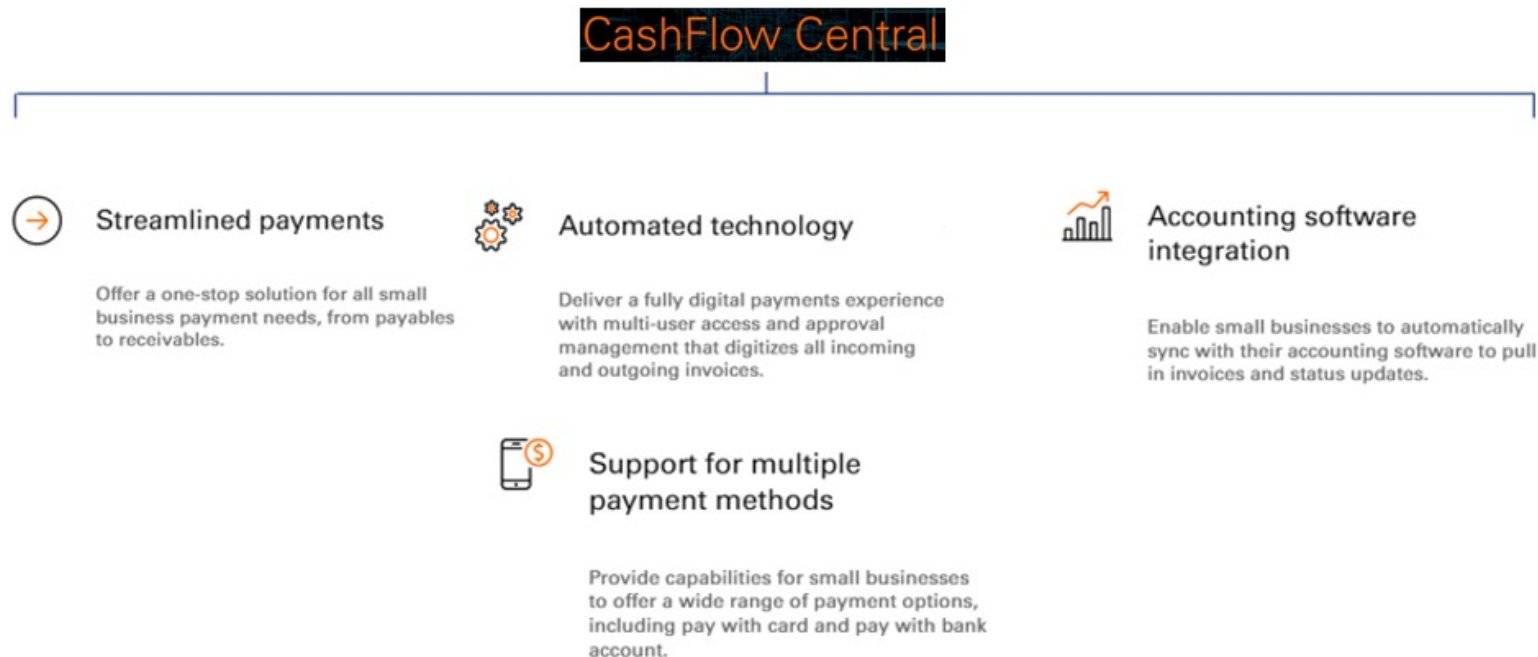 CashFlow Central
Streamlined payments
Offer a one-stop solution for all small
business payment needs, from payables
to receivables.
Automated technology
Deliver a fully digital payments experience
with multi-user access and approval
management that digitizes all incoming
and outgoing invoices.
Accounting software
integration
Enable small businesses to automatically
sync with their accounting software to pull
in invoices and status updates.
Support for multiple
payment methods
Provide capabilities for small businesses
to offer a wide range of payment options,
including pay with card and pay with bank
account.